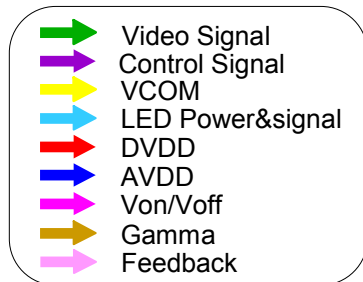 Video Signal
Control Signal
VCOM
LED Power&signal
DVDD
AVDD
Von/Voff
Gamma
Feedback